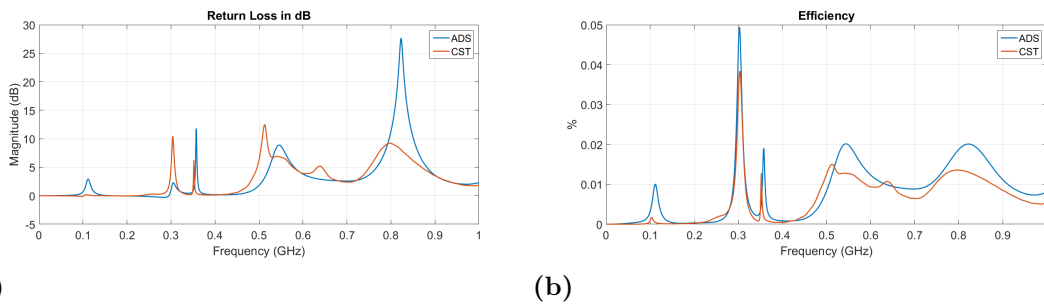 Return Loss in dB
30
25
20
15
10
5
0
-5
Magnitude (dB)
0 0.1 0.2 0.3 0.4 0.5 0.6 0.7 0.8 0.9 1
Frequency (GHz)
ADS
CST
)
Efficiency
0.05
0.04
0.03
0.02
0.01
0
%
0 0.1 0.2 0.3 0.4 0.5 0.6 0.7 0.8 0.9
Frequency (GHz)
ADS
CST
(b)